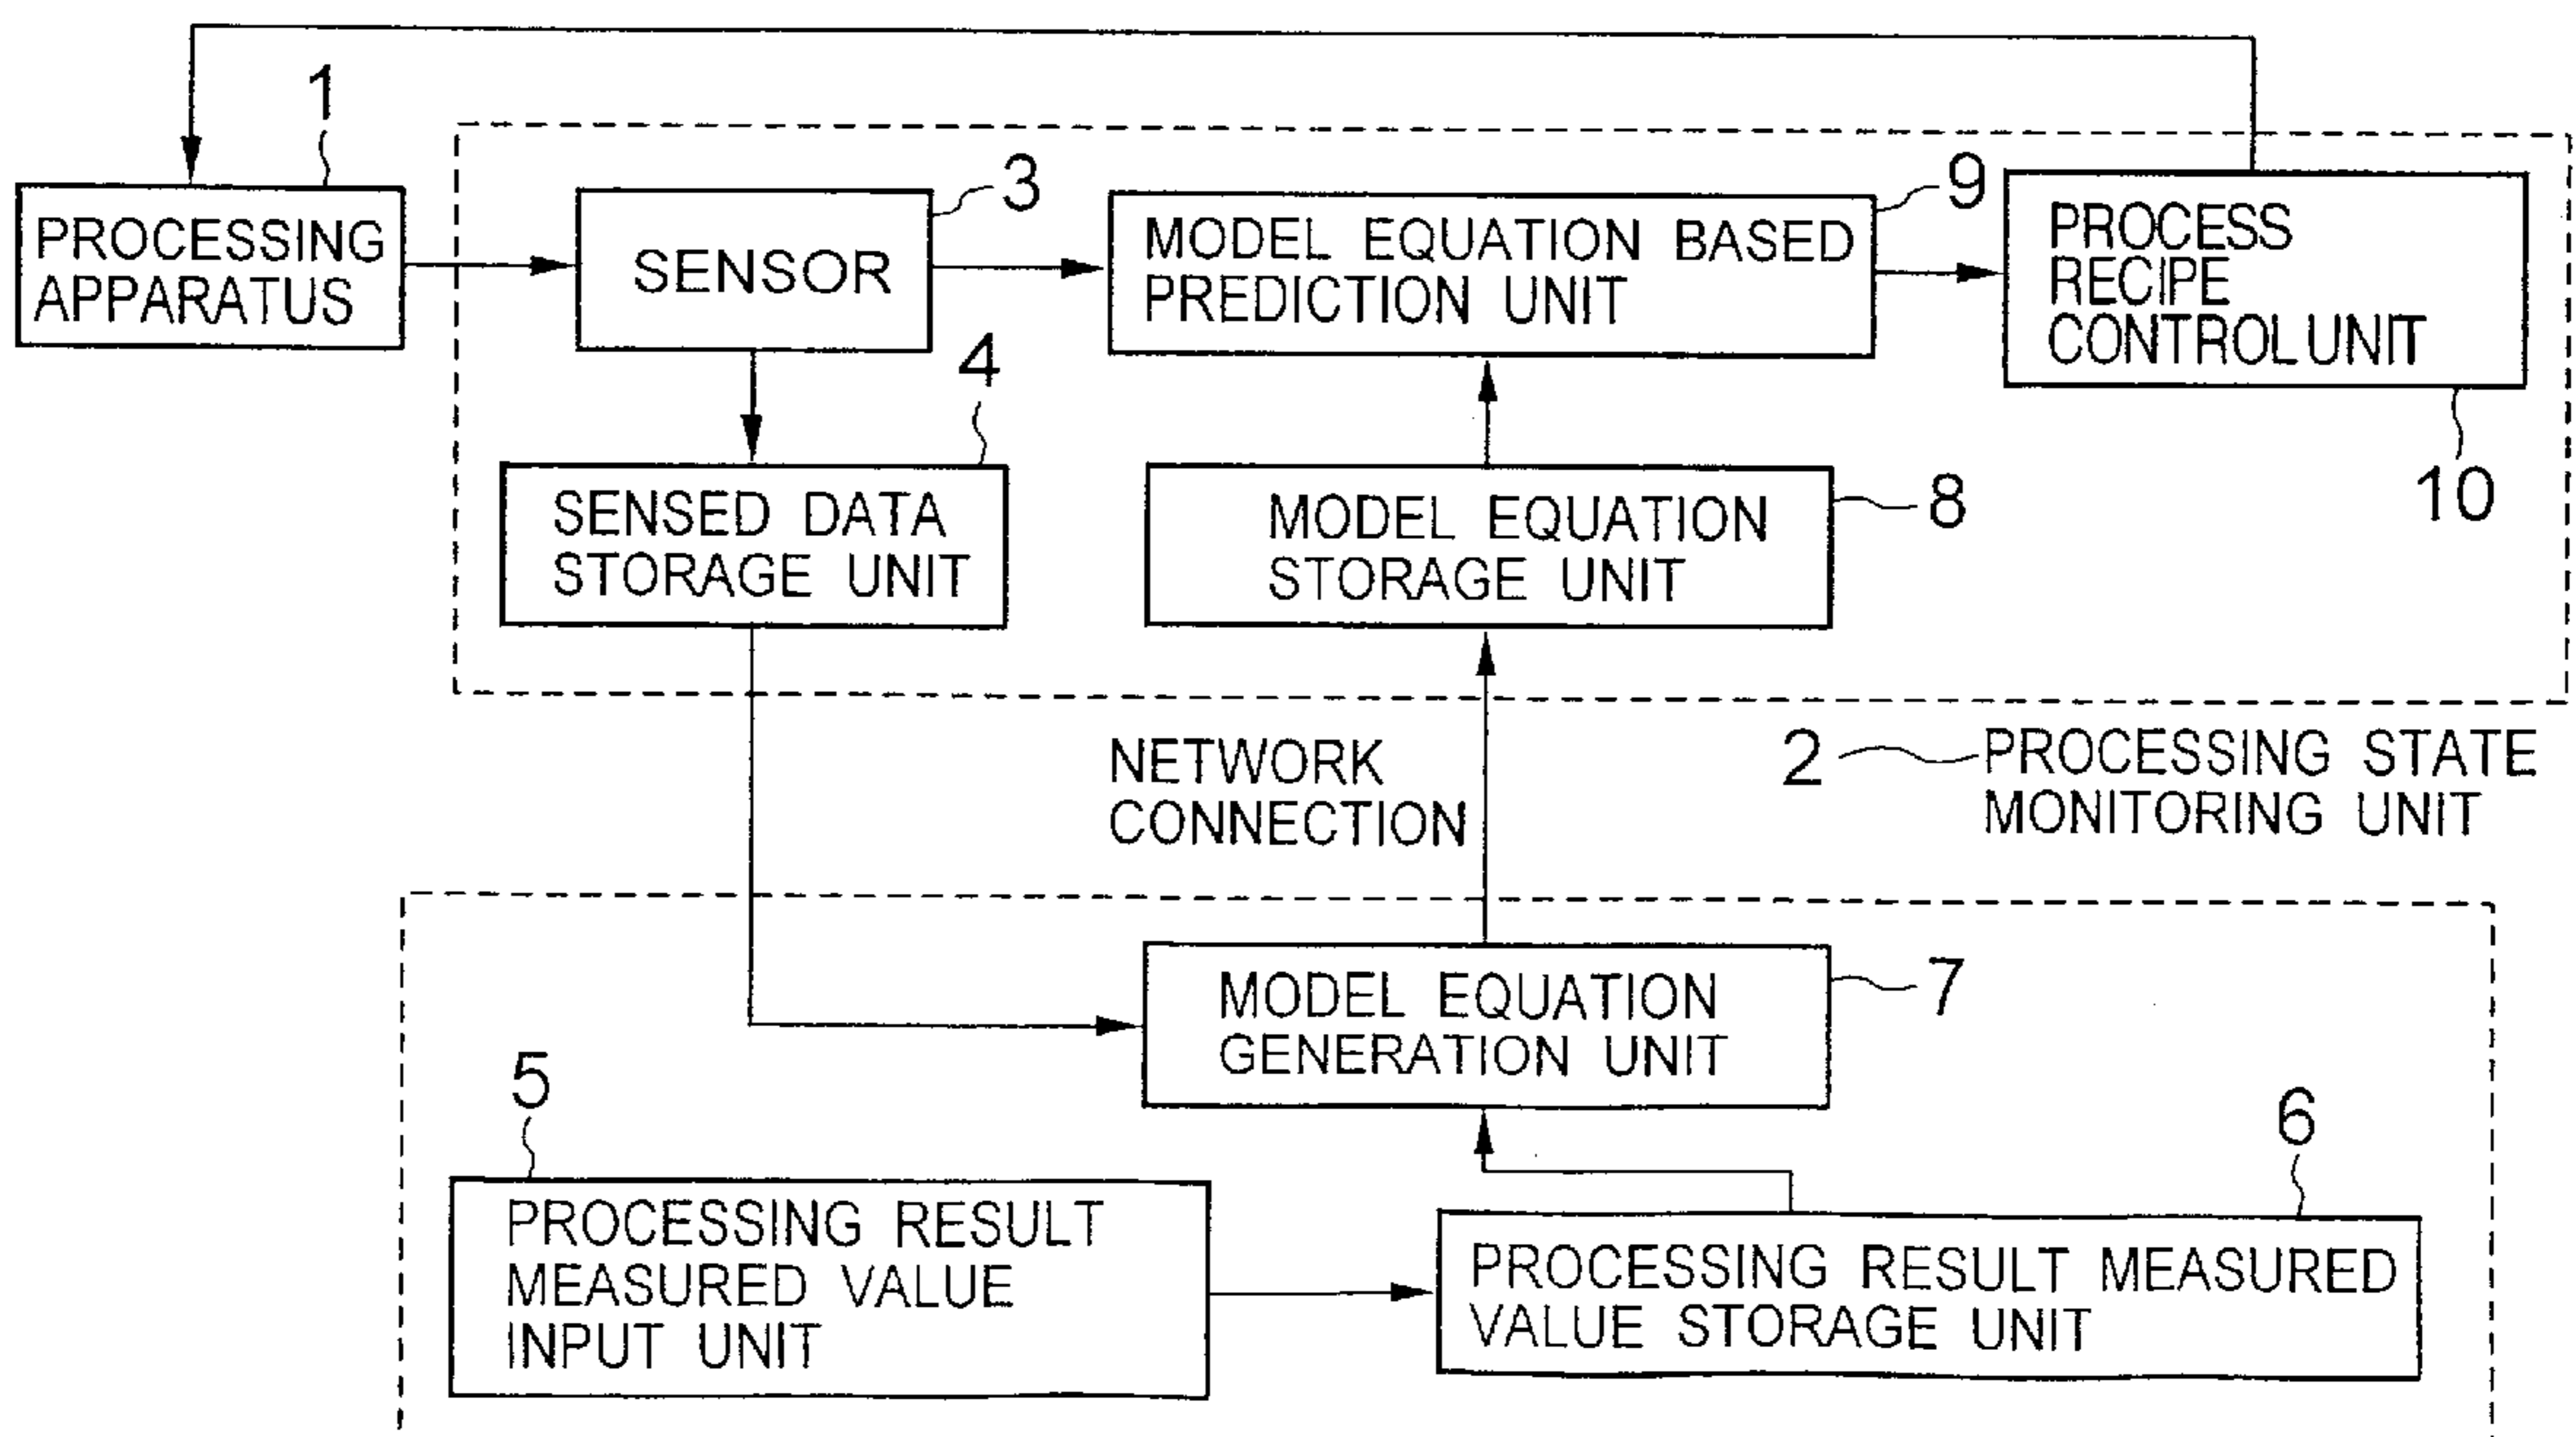 1
PROCESSING
APPARATUS
3
SENSOR
9
MODEL EQUATION BASED
PREDICTION UNIT
PROCESS
RECIPE
CONTROL UNIT
10
4
SENSED DATA
STORAGE UNIT
8
MODEL EQUATION
STORAGE UNIT
NETWORK
CONNECTION
2 PROCESSING STATE
MONITORING UNIT
7
MODEL EQUATION
GENERATION UNIT
5
PROCESSING RESULT
MEASURED VALUE
INPUT UNIT
6
PROCESSING RESULT MEASURED
VALUE STORAGE UNIT